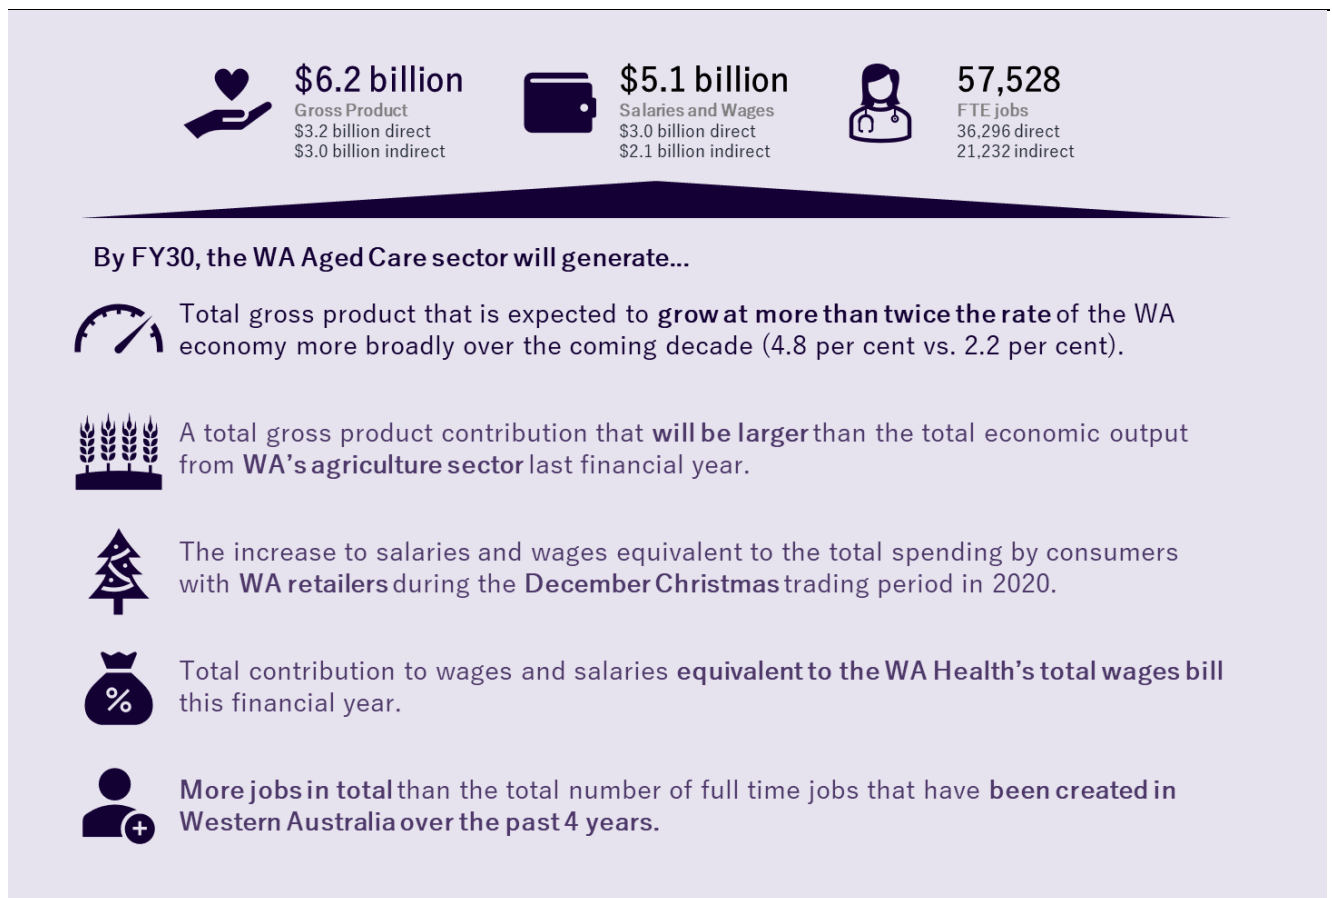 $6.2 billion
Gross Product
$3.2 billion direct
$3.0 billion indirect
$5.1 billion
Salaries and Wages
$3.0 billion direct
$2.1 billion indirect
57,528
FTE jobs
36,296 direct
21,232 indirect
By FY30, the WA Aged Care sector will generate...
Total gross product that is expected to grow at more than twice the rate of the WA
economy more broadly over the coming decade (4.8 per cent vs. 2.2 per cent).
A total gross product contribution that will be larger than the total economic output
from WA's agriculture sector last financial year.
The increase to salaries and wages equivalent to the total spending by consumers
with WA retailers during the December Christmas trading period in 2020.
%
Total contribution to wages and salaries equivalent to the WA Health's total wages bill
this financial year.
More jobs in total than the total number of full time jobs that have been created in
Western Australia over the past 4 years.